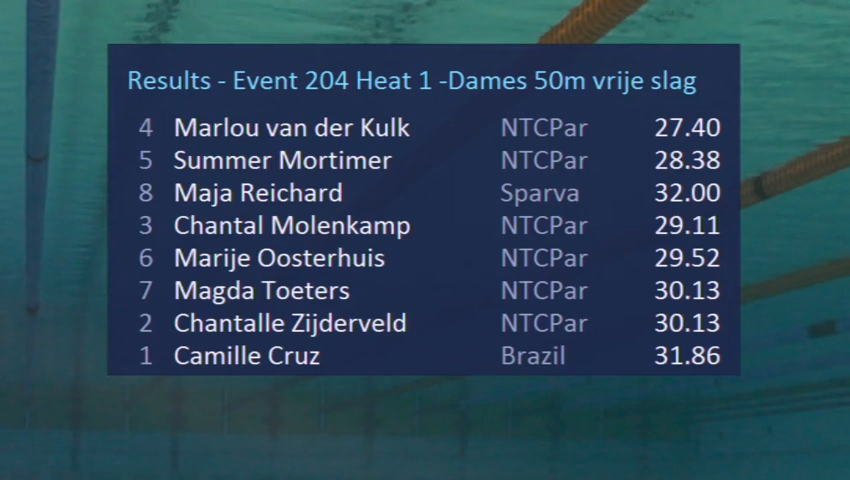 Results - Event 204 Heat 1 -Dames 50m vrije slag
4 Marlou van der Kulk NTCPar 27.40
5 Summer Mortimer NTCPar 28.38
8 Maja Reichard Sparva 32.00
3 Chantal Molenkamp NTCPar 29.11
6 Marije Oosterhuis NTCPar 29.52
7 Magda Toeters NTCPar 30.13
2 Chantalle Zijderveld NTCPar 30.13
1 Camille Cruz Brazil 31.86